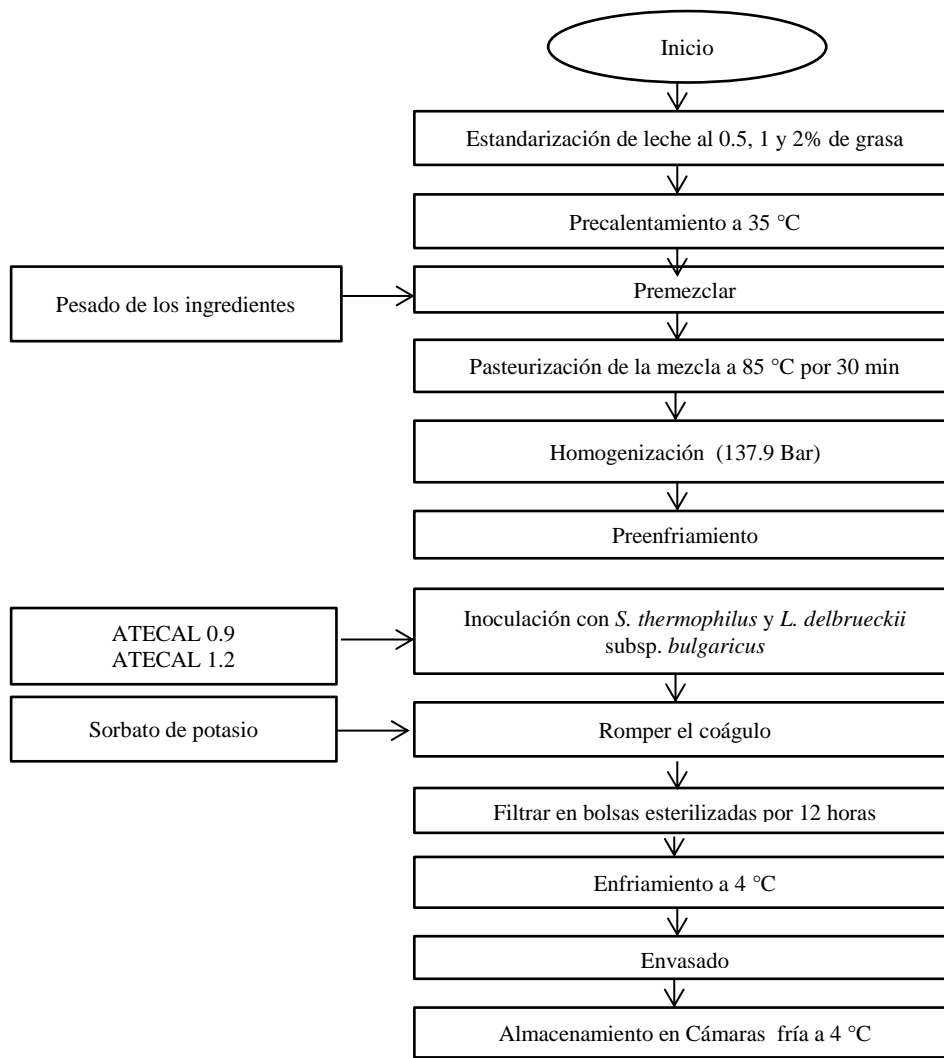 Inicio
Estandarización de leche al 0.5, 1 y 2% de grasa
Precalentamiento a 35 °C
Pesado de los ingredientes
Premezclar
Pasteurización de la mezcla a 85 °C por 30 min
Homogenización (137.9 Bar)
Preenfriamiento
ATECAL 0.9
ATECAL 1.2
Inoculación con S. thermophilus y L. delbrueckii
subsp. bulgaricus
Sorbato de potasio
Romper el coágulo
Filtrar en bolsas esterilizadas por 12 horas
Enfriamiento a 4 °C
Envasado
Almacenamiento en Cámaras fría a 4 °C